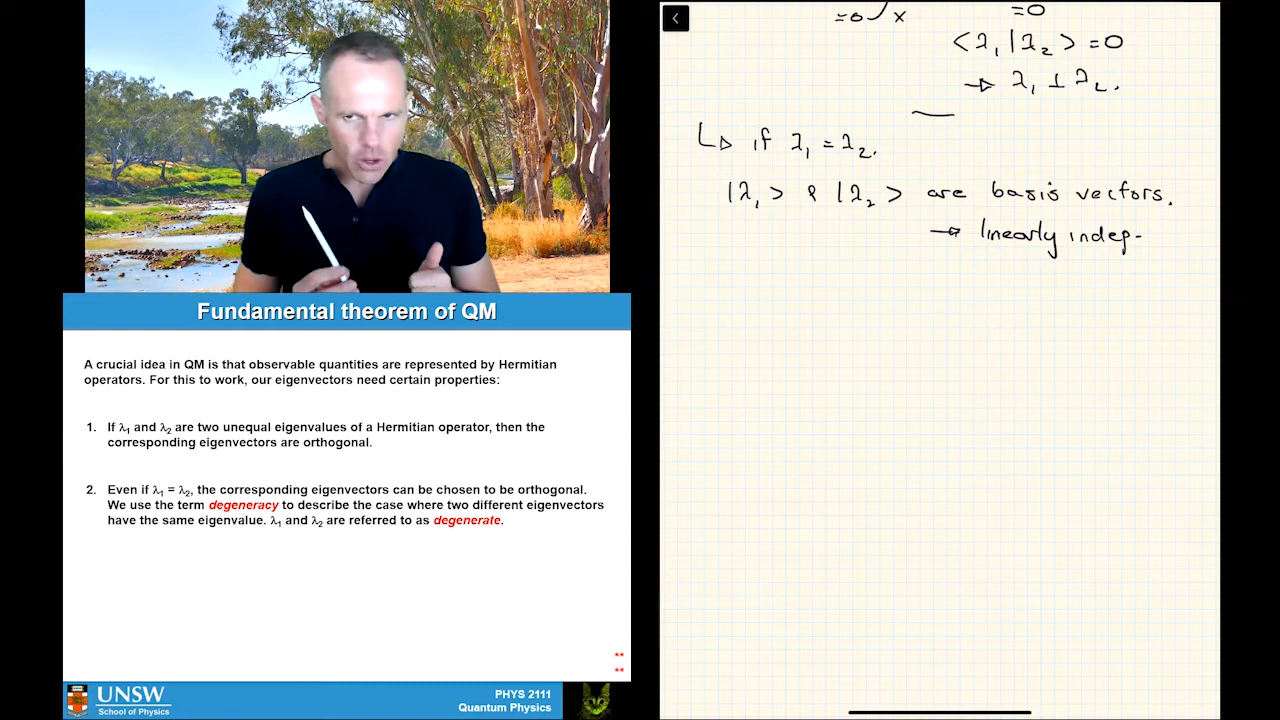 Fundamental theorem of QM
A crucial idea in QM is that observable quantities are represented by Hermitian
operators. For this to work, our eigenvectors need certain properties:
1. If λ₁ and λ₂ are two unequal eigenvalues of a Hermitian operator, then the
corresponding eigenvectors are orthogonal.
2. Even if λ₁ = λ₂, the corresponding eigenvectors can be chosen to be orthogonal.
We use the term degeneracy to describe the case where two different eigenvectors
have the same eigenvalue. λ₁ and λ₂ are referred to as degenerate.
**
**
UNSW
School of Physics
PHYS 2111
Quantum Physics
=0 x
=0
<λ₁|λ₂> =0
→ λ₁ ⊥ λ₂.
↳ if λ₁ = λ₂.
|λ₁> & |λ₂> are basis vectors.
→ linearly indep-